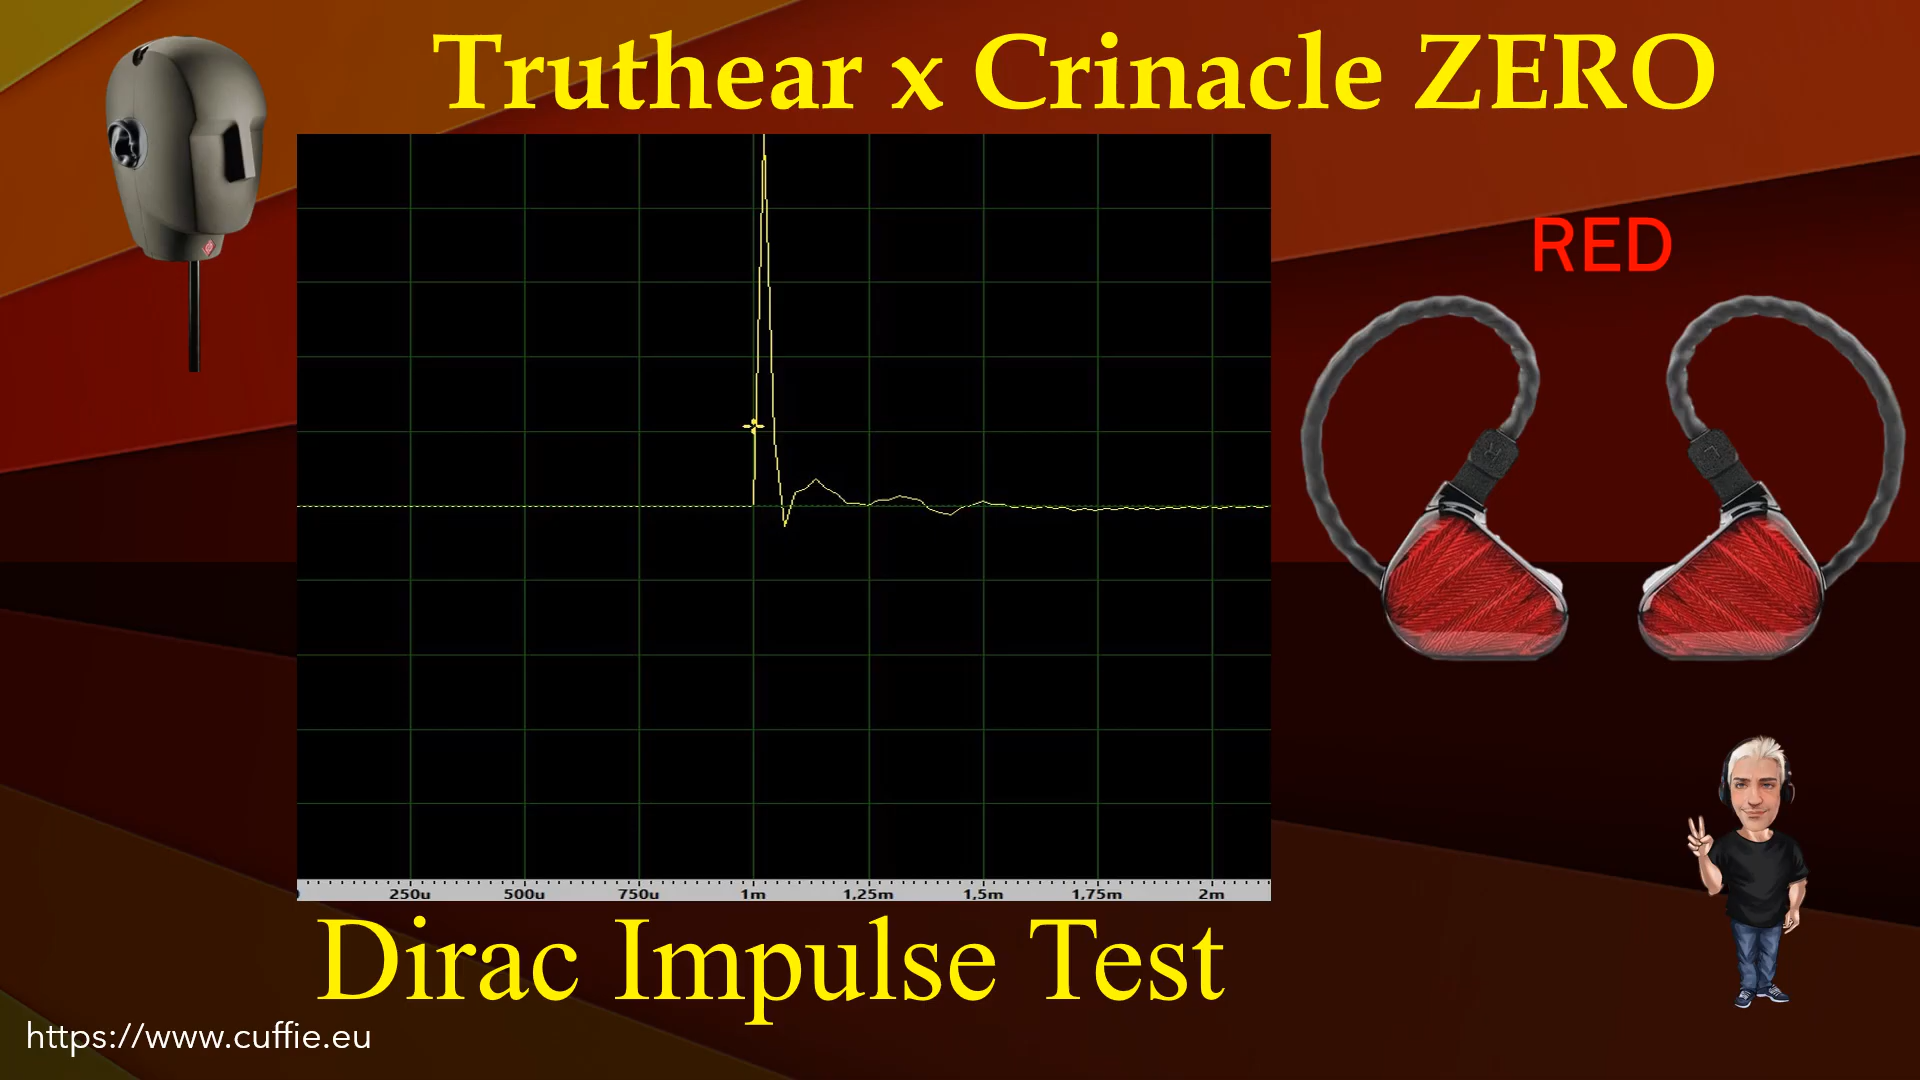 Truthear x Crinacle ZERO
RED
R
L
250u 500u 750u 1m 1,25m 1,5m 1,75m 2m
Dirac Impulse Test
https://www.cuffie.eu